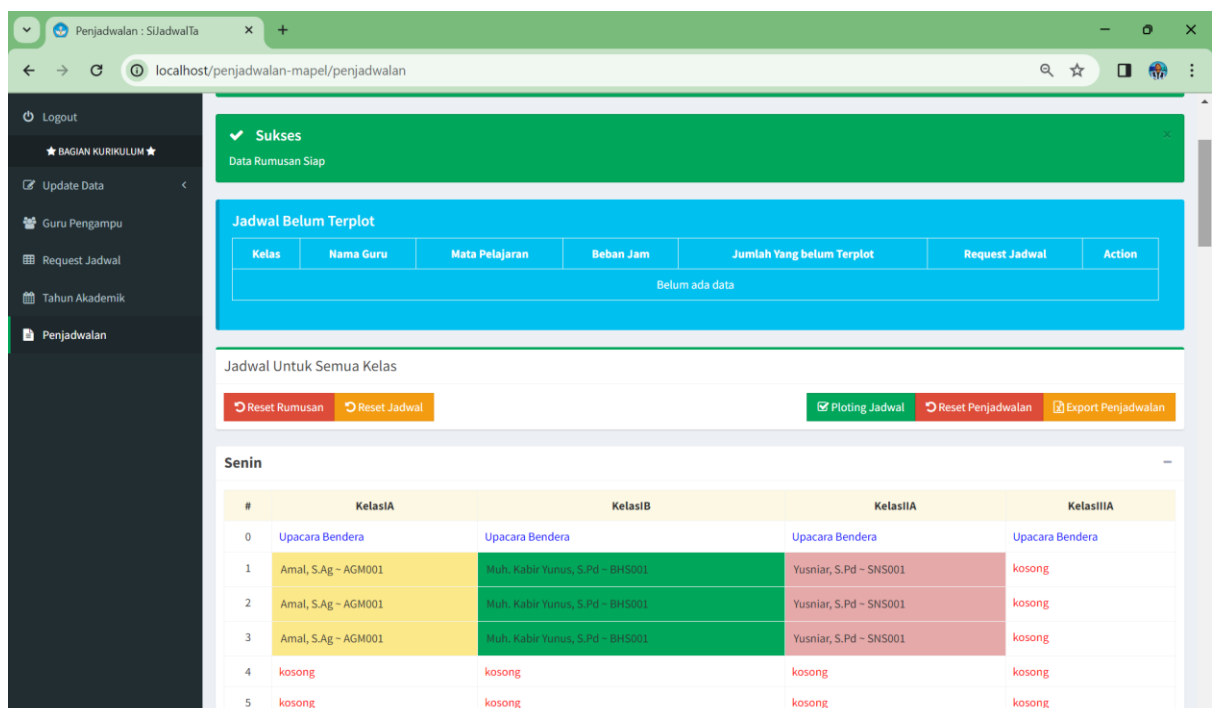 Penjadwalan : SiJadwalTa
localhost/penjadwalan-mapel/penjadwalan
Logout
BAGIAN KURIKULUM
Update Data
Guru Pengampu
Request Jadwal
Tahun Akademik
Penjadwalan
Sukses
Data Rumusan Siap
Jadwal Belum Terplot
Kelas Nama Guru Mata Pelajaran Beban Jam Jumlah Yang belum Terplot Request Jadwal Action
Belum ada data
Jadwal Untuk Semua Kelas
Reset Rumusan Reset Jadwal Ploting Jadwal Reset Penjadwalan Export Penjadwalan
Senin
# KelasIA KelasIB KelasIIA KelasIIIA
0 Upacara Bendera Upacara Bendera Upacara Bendera Upacara Bendera
1 Amal, S.Ag ~ AGM001 Muh. Kabir Yunus, S.Pd ~ BHS001 Yusniar, S.Pd ~ SNS001 kosong
2 Amal, S.Ag ~ AGM001 Muh. Kabir Yunus, S.Pd ~ BHS001 Yusniar, S.Pd ~ SNS001 kosong
3 Amal, S.Ag ~ AGM001 Muh. Kabir Yunus, S.Pd ~ BHS001 Yusniar, S.Pd ~ SNS001 kosong
4 kosong kosong kosong kosong
5 kosong kosong kosong kosong